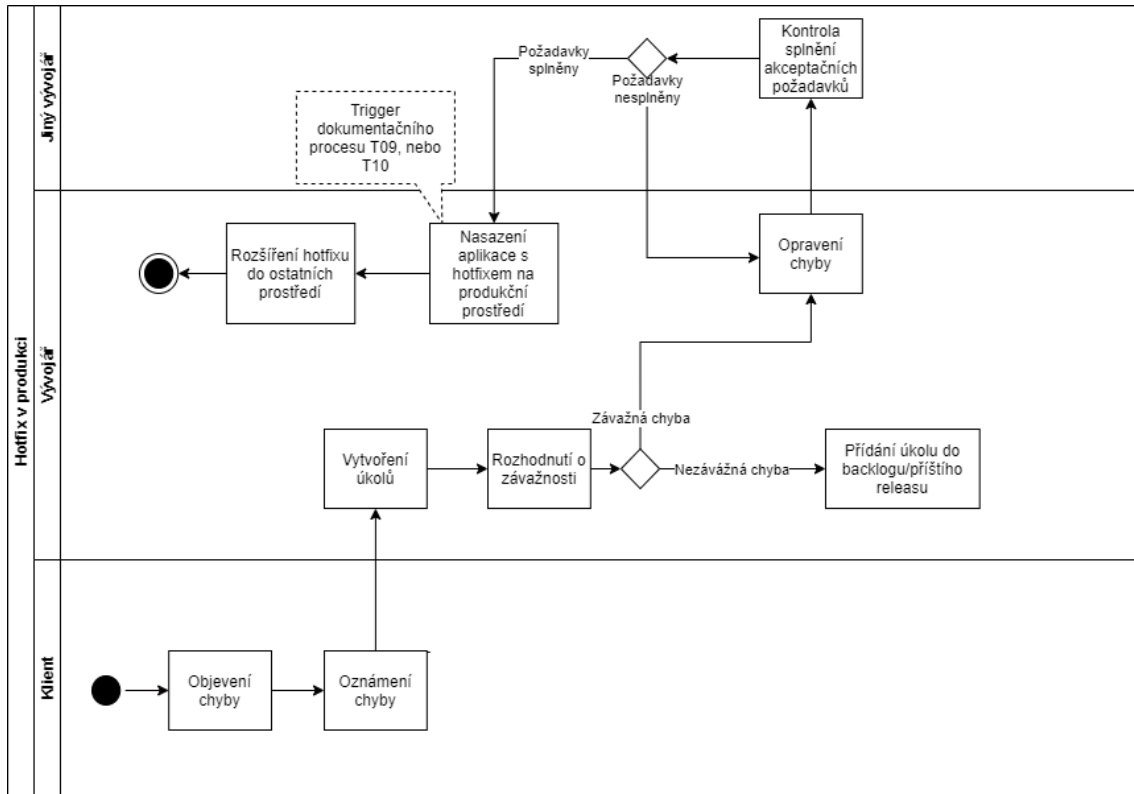 Hotfix v produkci
Jiný vývojář
Požadavky
splněny
Požadavky
nesplněny
Kontrola
splnění
akceptačních
požadavků
Trigger
dokumentačního
procesu T09, nebo
T10
Vývojář
Rozšíření hotfixu
do ostatních
prostředí
Nasazení
aplikace s
hotfixem na
produkční
prostředí
Opravení
chyby
Závažná chyba
Vytvoření
úkolů
Rozhodnutí o
závažnosti
Nezávážná chyba
Přídání úkolu do
backlogu/příštího
releasu
Klient
Objevení
chyby
Oznámení
chyby